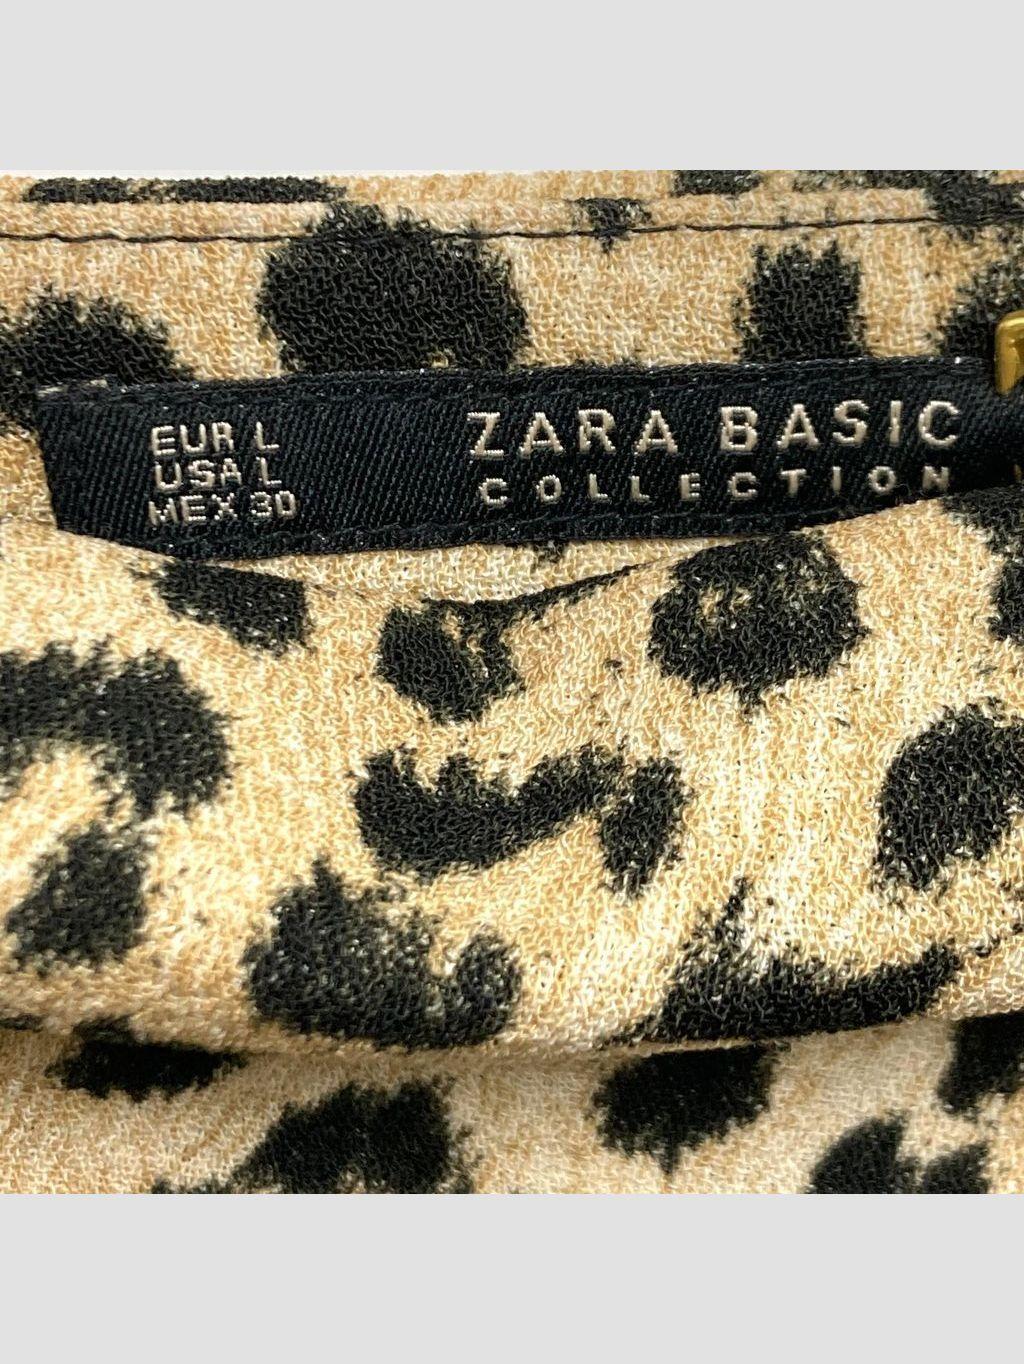 EUR L
USA L
MEX 30
ZARA BASIC
COLLECTION